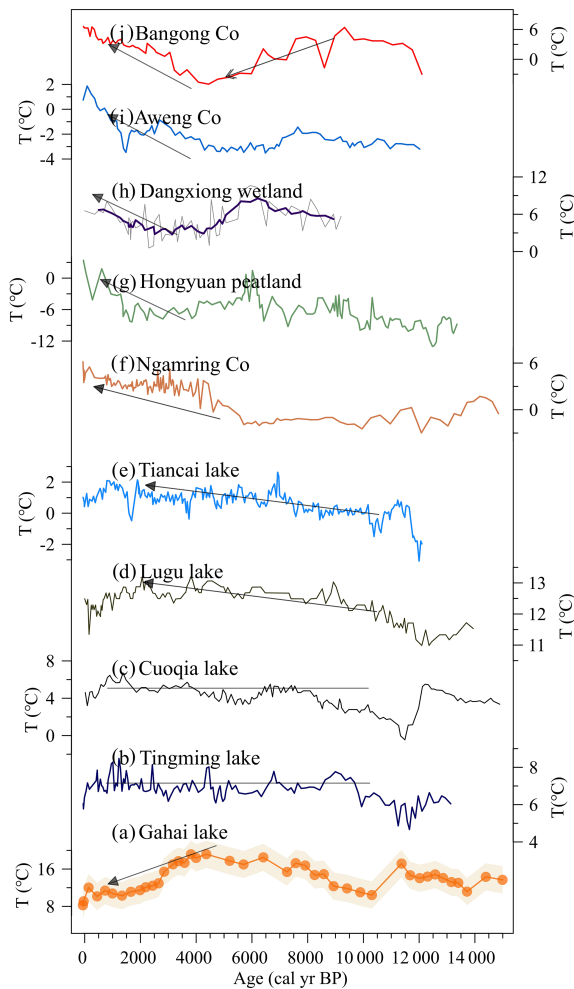 (j) Bangong Co
6
0
T (℃)
2
0
-2
-4
T (℃)
(i) Aweng Co
(h) Dangxiong wetland
12
6
0
T (℃)
(g) Hongyuan peatland
0
-6
-12
T (℃)
(f) Ngamring Co
6
0
T (℃)
(e) Tiancai lake
2
0
-2
T (℃)
(d) Lugu lake
13
12
11
T (℃)
(c) Cuoqia lake
8
4
0
T (℃)
(b) Tingming lake
8
6
4
T(℃)
(a) Gahai lake
16
8
T (℃)
0 2000 4000 6000 8000 10 000 12 000 14 000
Age (cal yr BP)